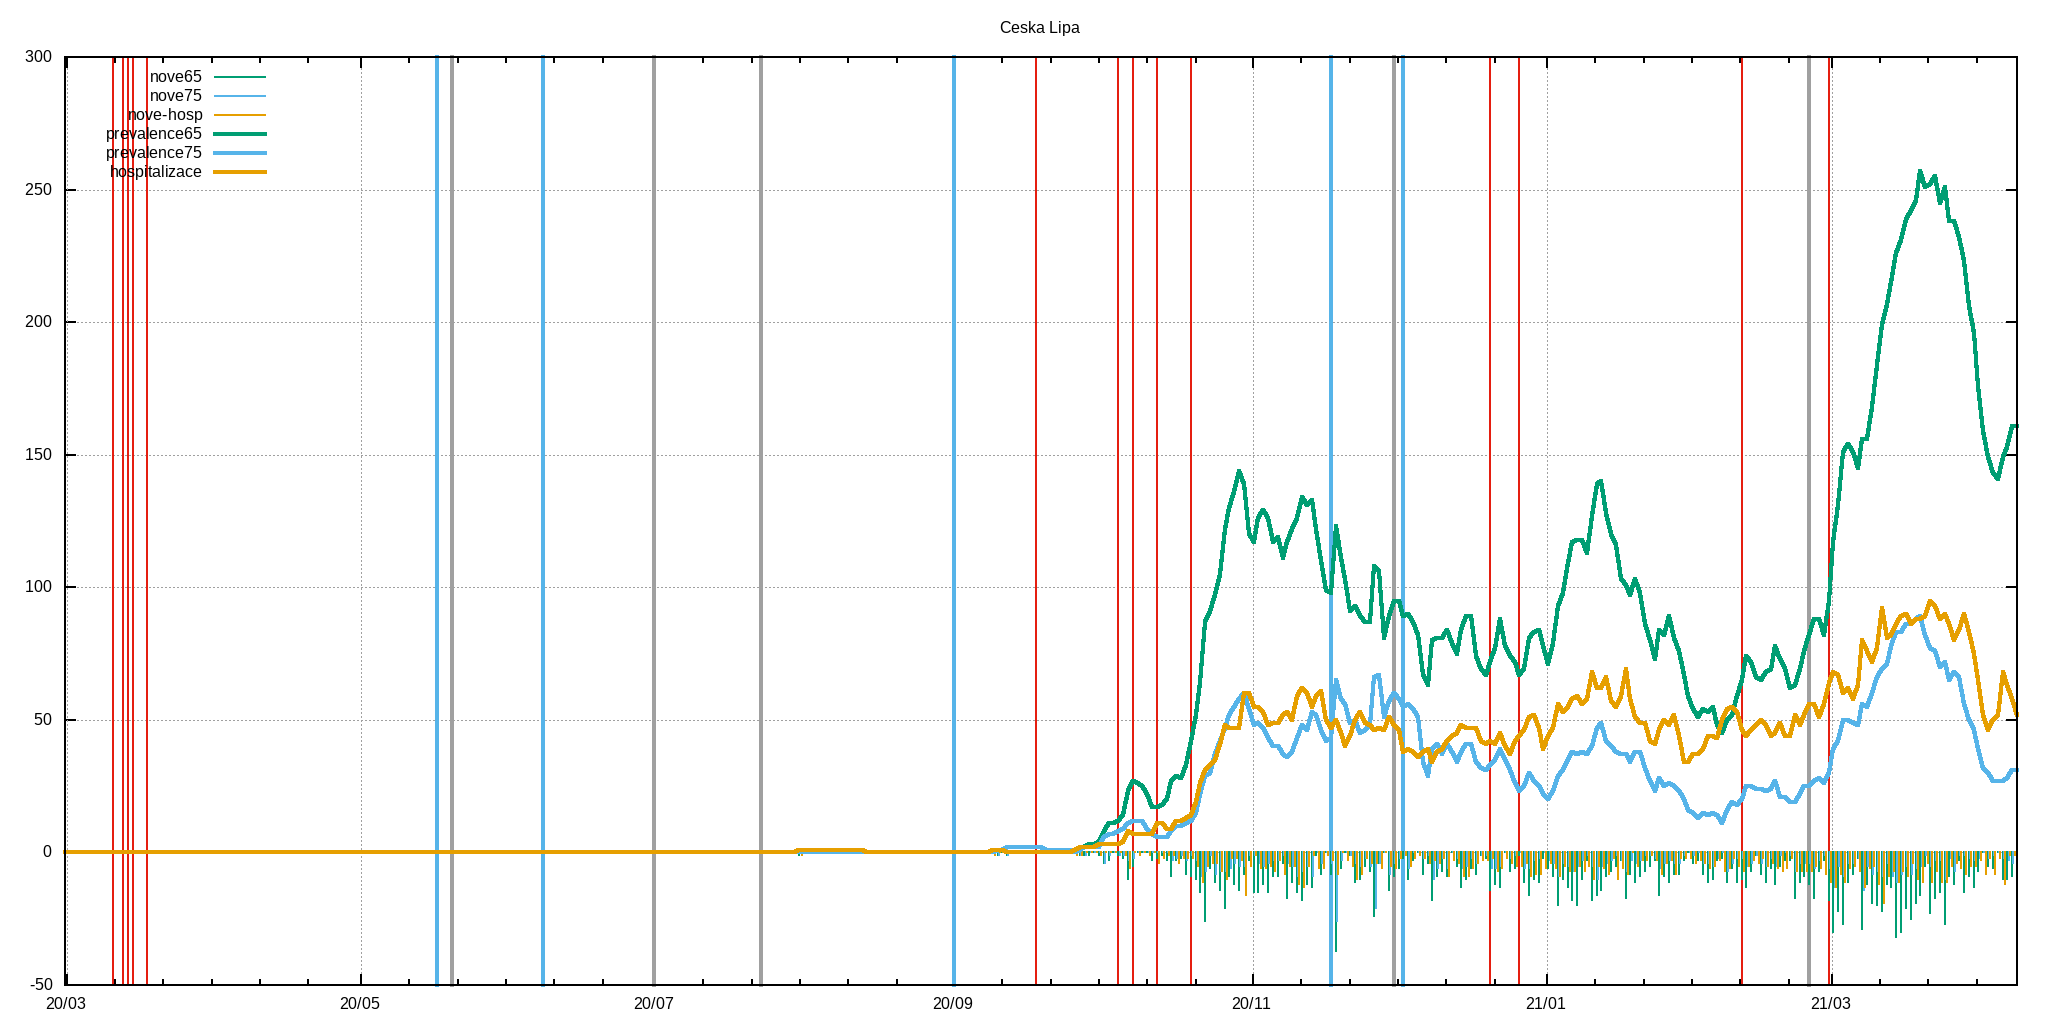 Ceska Lipa
300
nove65
nove75
nove-hosp
prevalence65
prevalence75
hospitalizace
250
200
150
100
50
0
-50
20/03 20/05 20/07 20/09 20/11 21/01 21/03